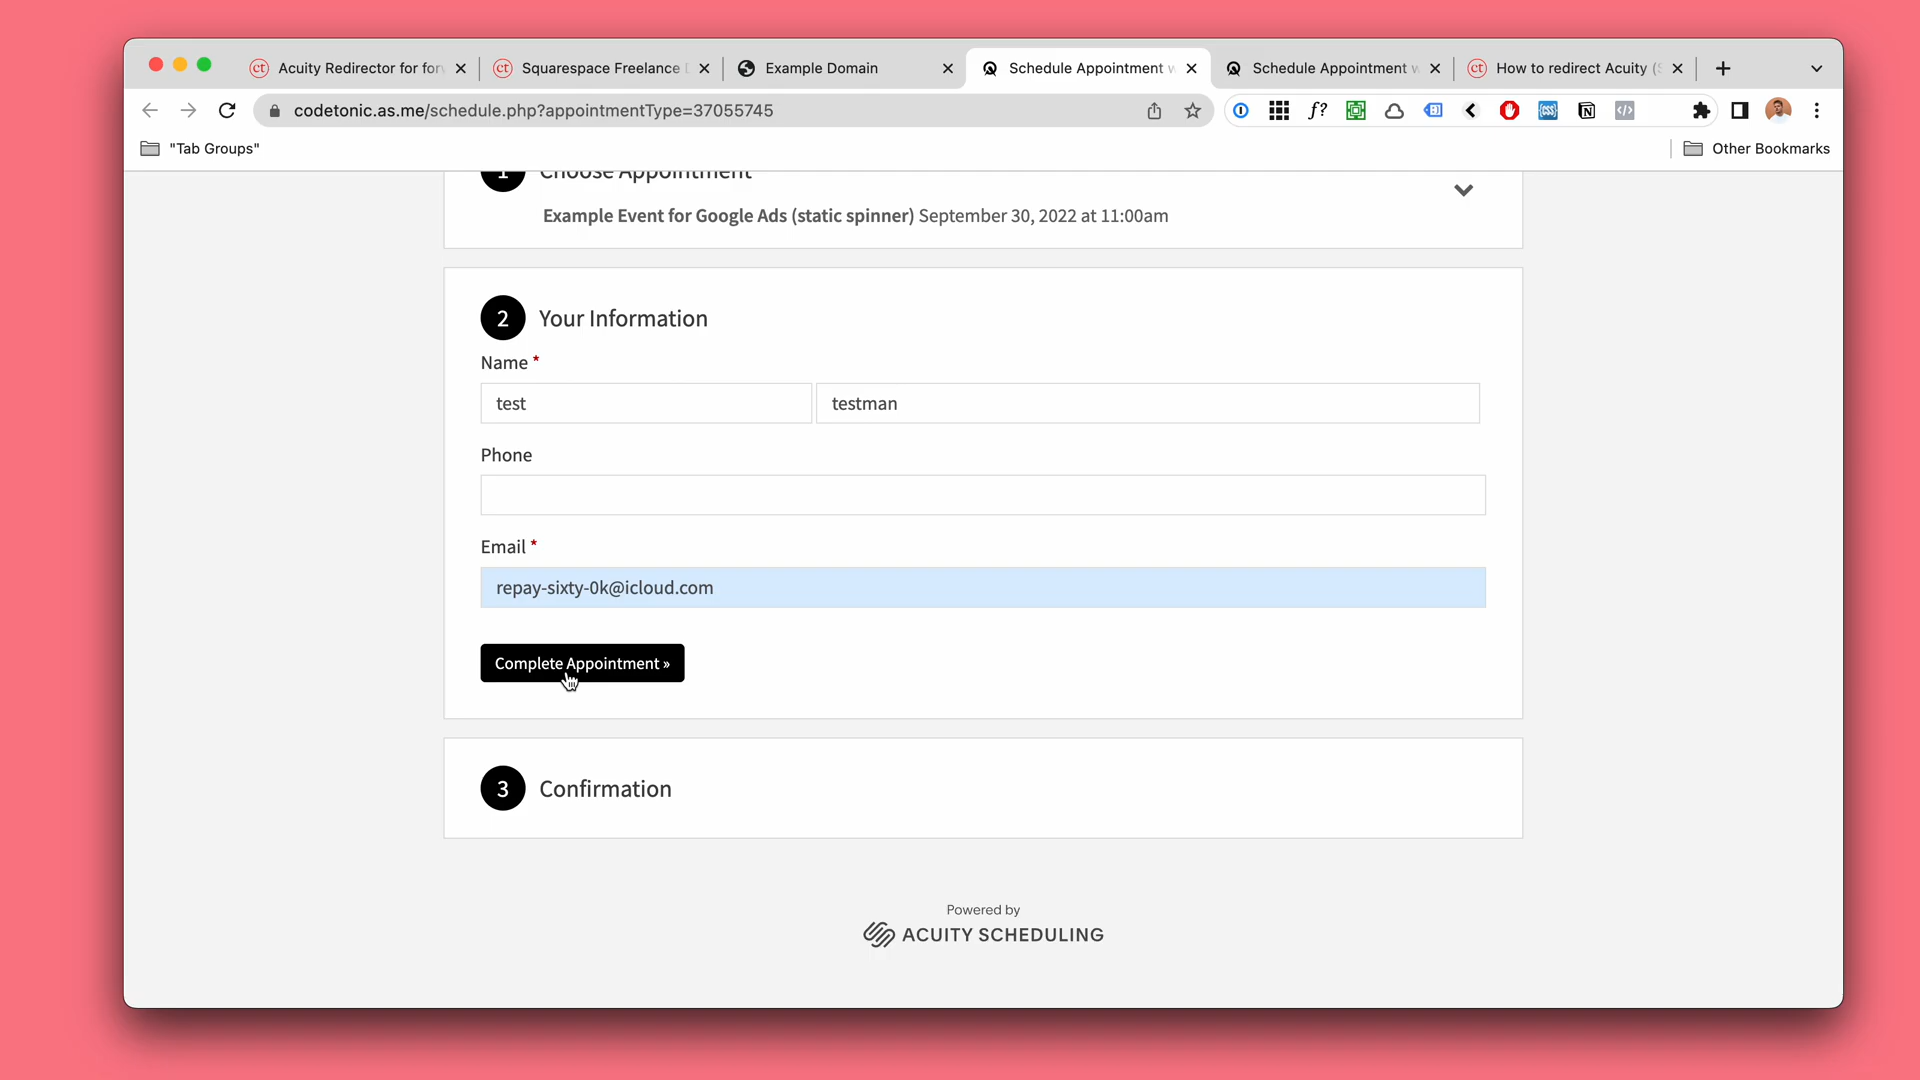 Acuity Redirector for for
Squarespace Freelance
Example Domain
Schedule Appointment
Schedule Appointment
How to redirect Acuity (
codetonic.as.me/schedule.php?appointmentType=37055745
"Tab Groups"
Other Bookmarks
1 Choose Appointment
Example Event for Google Ads (static spinner) September 30, 2022 at 11:00am
2 Your Information
Name *
test testman
Phone
Email *
repay-sixty-0k@icloud.com
Complete Appointment »
3 Confirmation
Powered by
ACUITY SCHEDULING